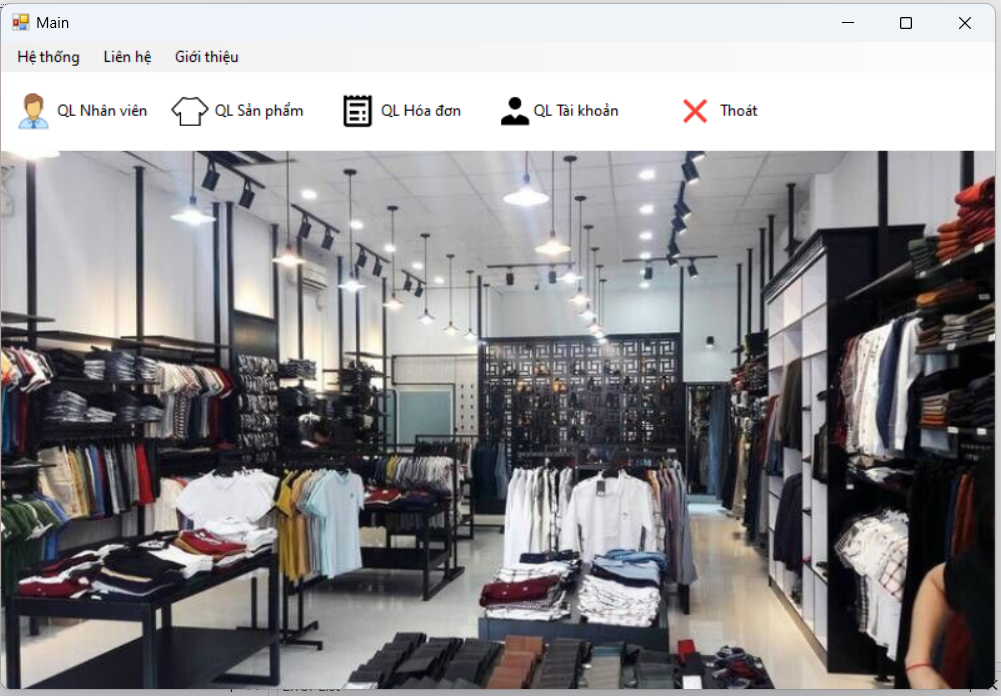 Main
Hệ thống Liên hệ Giới thiệu
QL Nhân viên QL Sản phẩm QL Hóa đơn QL Tài khoản Thoát